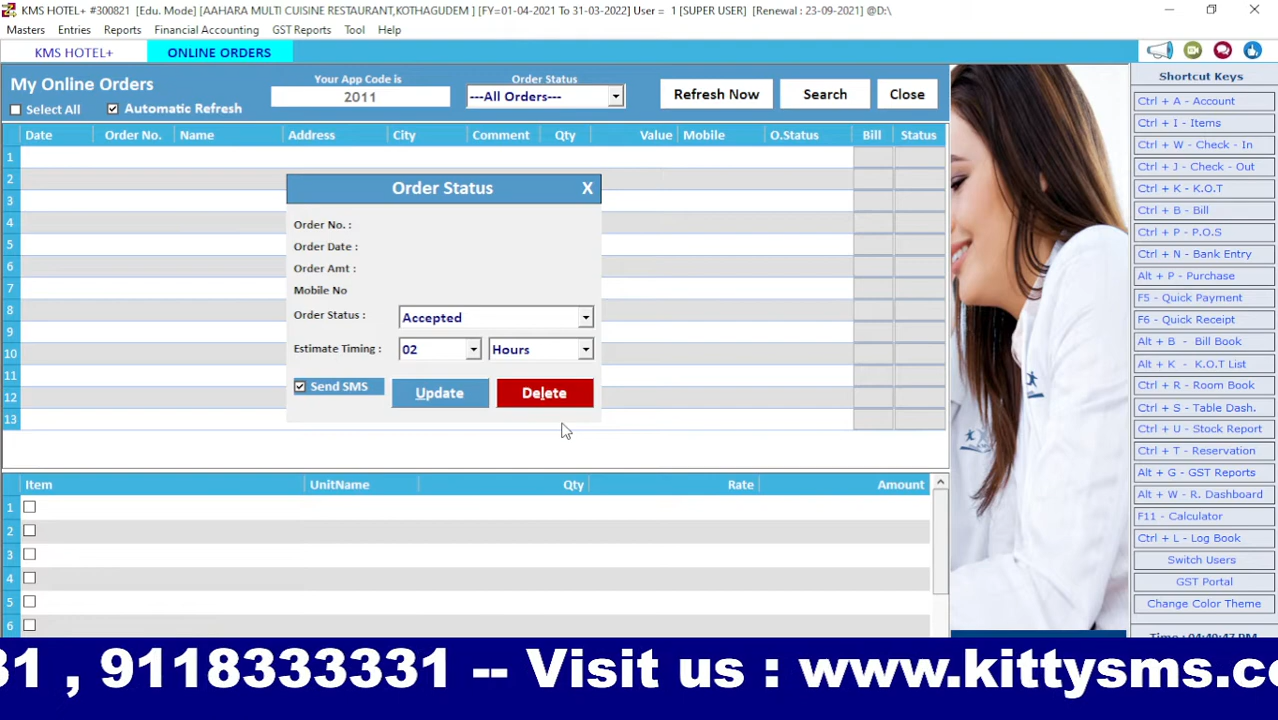 KMS HOTEL+ #300821 [Edu. Mode] [AAHARA MULTI CUISINE RESTAURANT,KOTHAGUDEM ] [FY=01-04-2021 To 31-03-2022] User = 1 [SUPER USER] [Renewal : 23-09-2021] @D:\
Masters Entries Reports Financial Accounting GST Reports Tool Help
KMS HOTEL+ ONLINE ORDERS
My Online Orders
Select All Automatic Refresh
Your App Code is
2011
Order Status
---All Orders---
Refresh Now Search Close
Date Order No. Name Address City Comment Qty Value Mobile O.Status Bill Status
1
2
3
4
5
6
7
8
9
10
11
12
13
Order Status X
Order No. :
Order Date :
Order Amt :
Mobile No
Order Status : Accepted
Estimate Timing : 02 Hours
Send SMS Update Delete
Item UnitName Qty Rate Amount
1
2
3
4
5
6
Shortcut Keys
Ctrl + A - Account
Ctrl + I - Items
Ctrl + W - Check - In
Ctrl + J - Check - Out
Ctrl + K - K.O.T
Ctrl + B - Bill
Ctrl + P - P.O.S
Ctrl + N - Bank Entry
Alt + P - Purchase
F5 - Quick Payment
F6 - Quick Receipt
Alt + B - Bill Book
Alt + K - K.O.T List
Ctrl + R - Room Book
Ctrl + S - Table Dash.
Ctrl + U - Stock Report
Ctrl + T - Reservation
Alt + G - GST Reports
Alt + W - R. Dashboard
F11 - Calculator
Ctrl + L - Log Book
Switch Users
GST Portal
Change Color Theme
31 , 9118333331 -- Visit us : www.kittysms.co